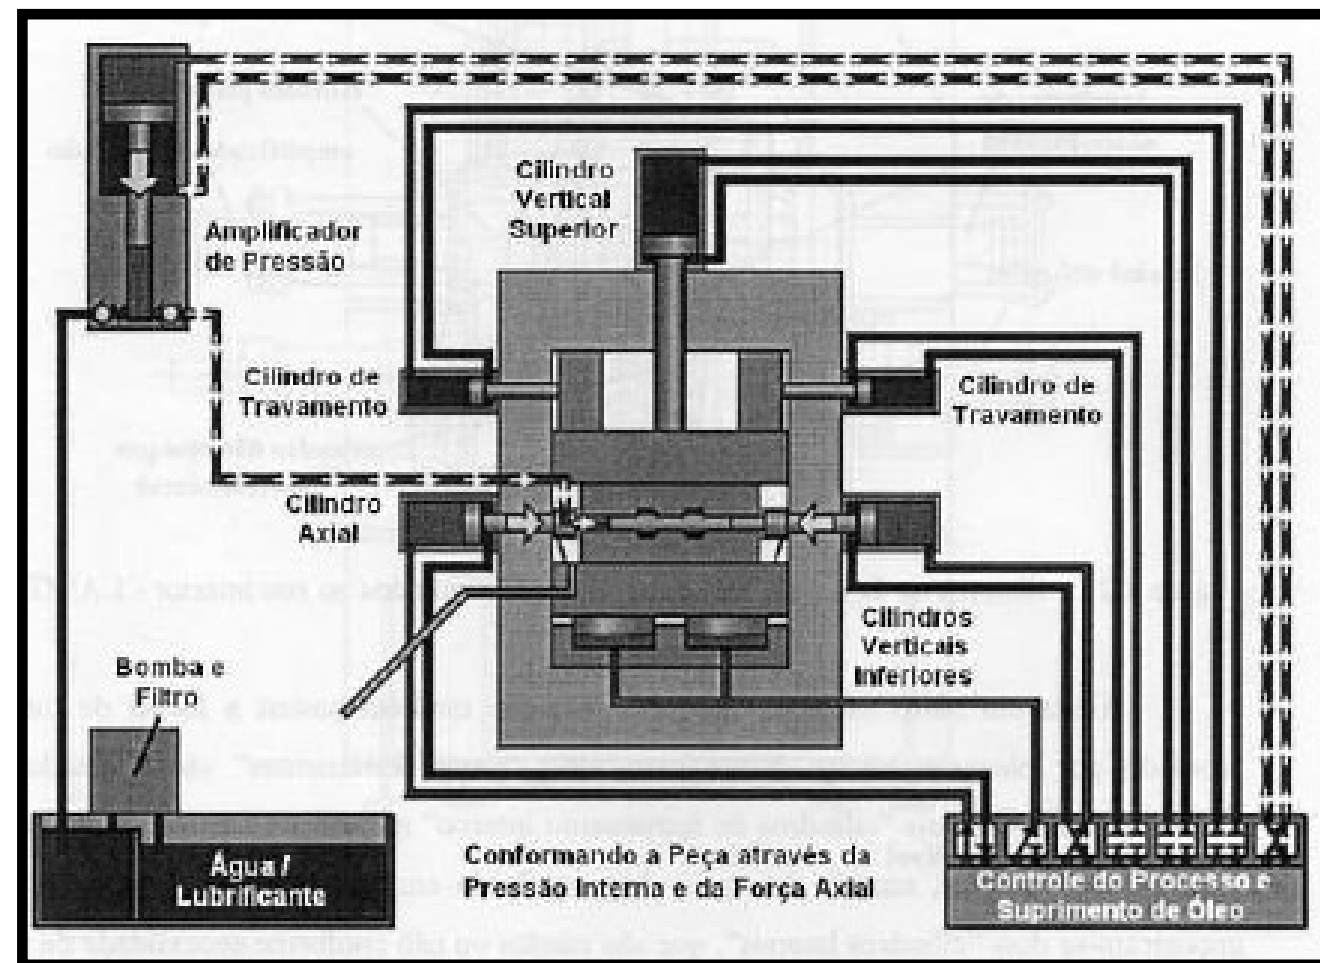 Cilindro
Vertical
Superior
Amplificador
de Pressão
Cilindro de
Travamento
Cilindro de
Travamento
Cilindro
Axial
Cilindros
Verticais
Inferiores
Bomba e
Filtro
Água /
Lubrificante
Conformando a Peça através da
Pressão Interna e da Força Axial
Controle do Processo e
Suprimento de Óleo